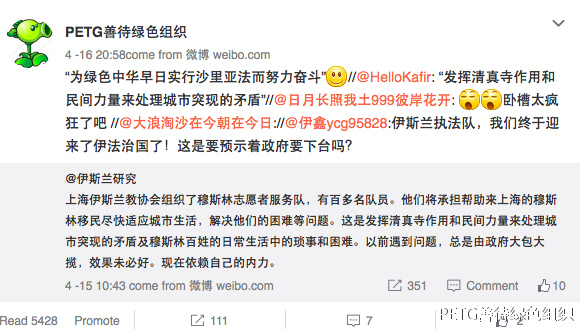 PETG善待绿色组织
4 -16 20:58come from 微博 weibo.com
“为绿色中华早日实行沙里亚法而努力奋斗”//@HelloKafir: “发挥清真寺作用和
民间力量来处理城市突现的矛盾”//@日月长照我土999彼岸花开: 卧槽太疯
狂了吧 //@大浪淘沙在今朝在今日://@伊鑫ycg95828:伊斯兰执法队，我们终于迎
来了伊法治国了！这是要预示着政府要下台吗?
@伊斯兰研究
上海伊斯兰教协会组织了穆斯林志愿者服务队，有百多名队员。他们将承担帮助来上海的穆斯
林移民尽快适应城市生活，解决他们的困难等问题。这是发挥清真寺作用和民间力量来处理城
市突现的矛盾及穆斯林百姓的日常生活中的琐事和困难。以前遇到问题，总是由政府大包大
揽，效果未必好。现在依赖自己的内力。
4 -15 10:43 come from 微博 weibo.com 351 Comment 10
Read 5428 Promote 111 7 2
PETG善待绿色组织